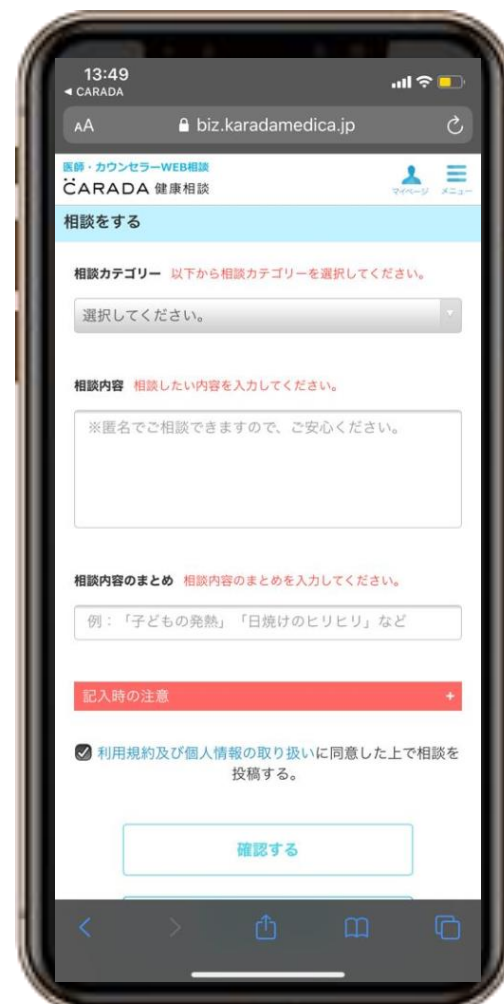 13:49
◀ CARADA
AA biz.karadamedica.jp
医師・カウンセラーWEB相談
CARADA 健康相談
マイページ メニュー
相談をする
相談カテゴリー 以下から相談カテゴリーを選択してください。
選択してください。
相談内容 相談したい内容を入力してください。
※匿名でご相談できますので、ご安心ください。
相談内容のまとめ 相談内容のまとめを入力してください。
例：「子どもの発熱」「日焼けのヒリヒリ」など
記入時の注意 +
利用規約及び個人情報の取り扱いに同意した上で相談を
投稿する。
確認する